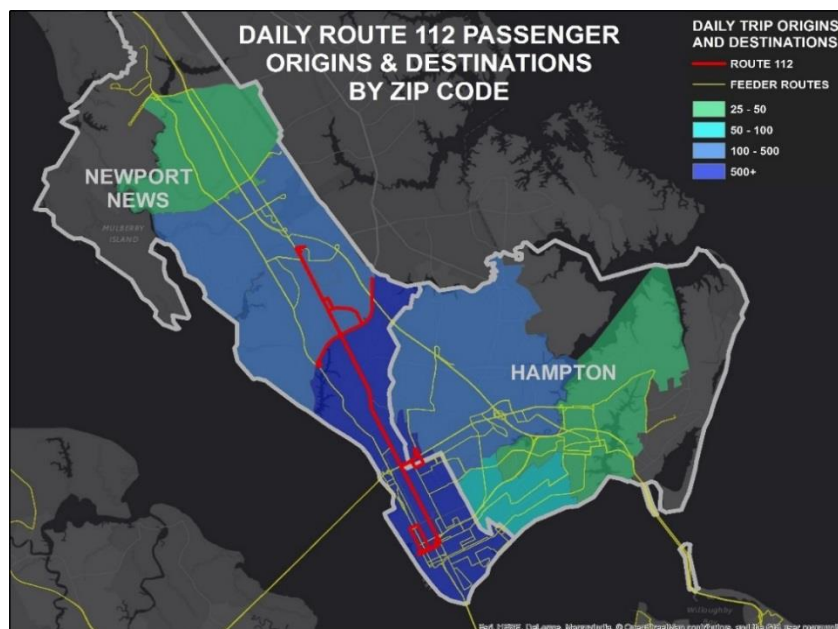 DAILY ROUTE 112 PASSENGER
ORIGINS & DESTINATIONS
BY ZIP CODE
DAILY TRIP ORIGINS
AND DESTINATIONS
ROUTE 112
FEEDER ROUTES
25 - 50
50 - 100
100 - 500
500+
NEWPORT
NEWS
MULBERRY
ISLAND
HAMPTON
Willoughby